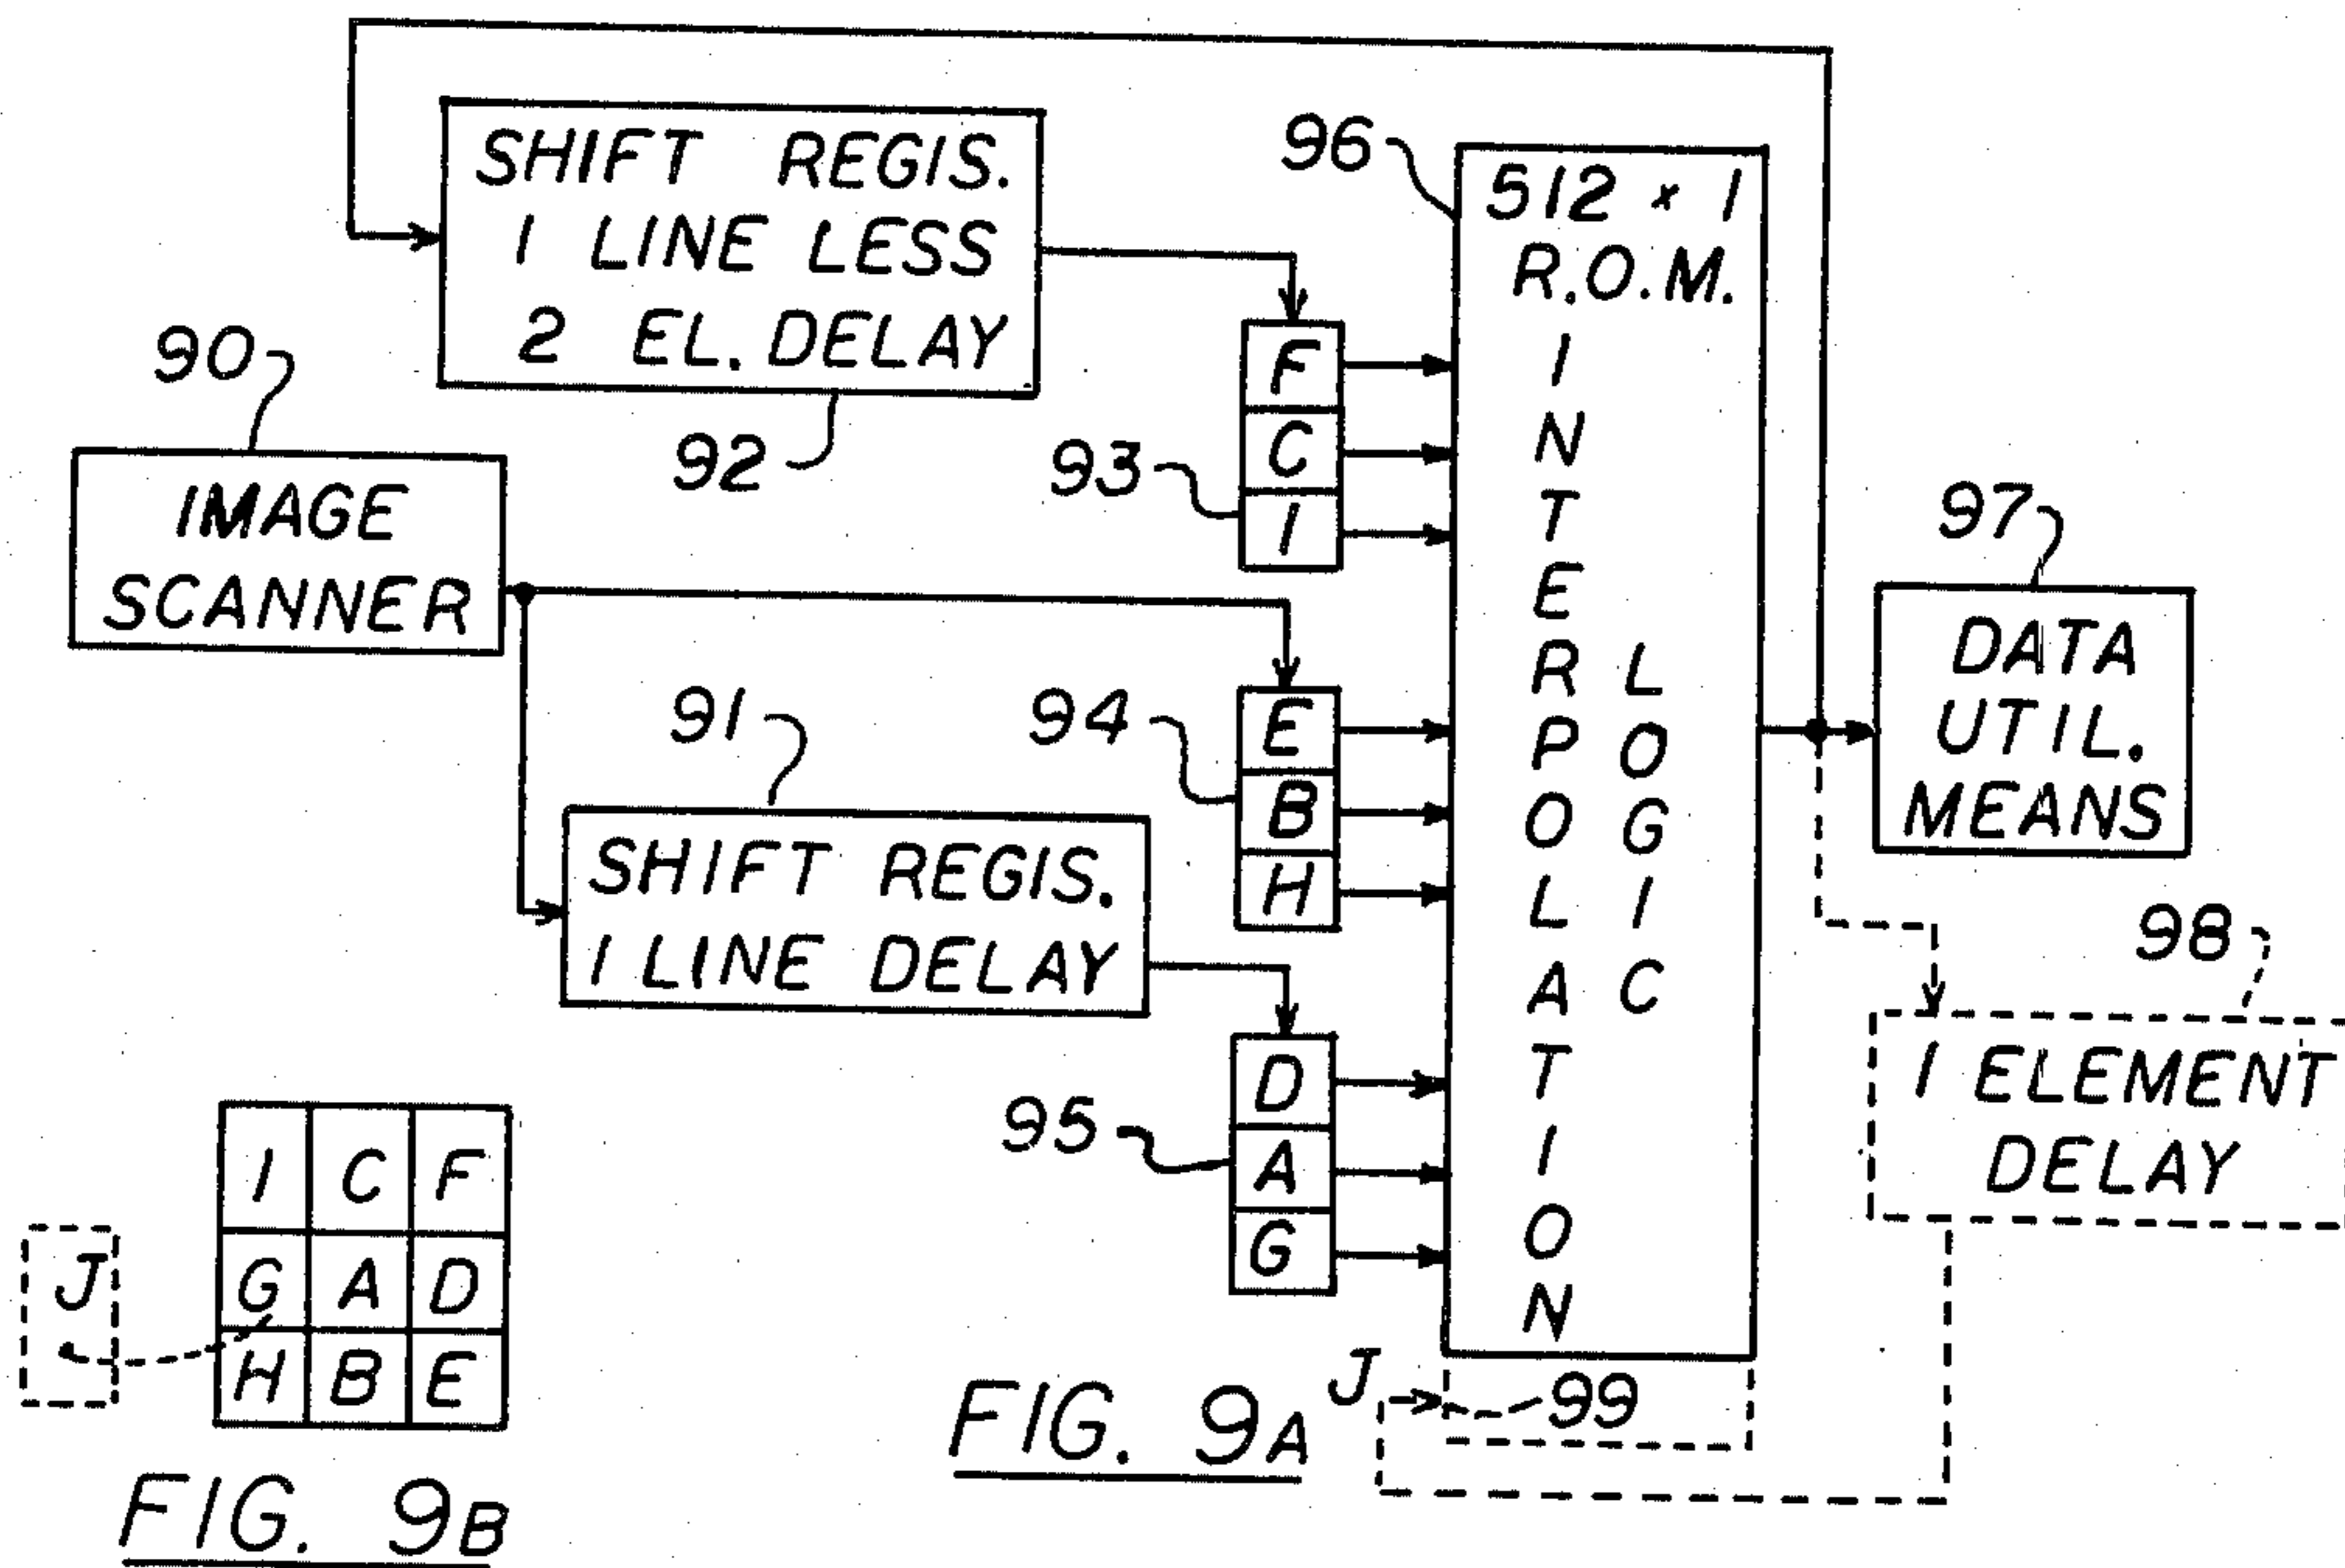 SHIFT REGIS.
1 LINE LESS
2 EL. DELAY
92
96
512 x 1
R.O.M.
INTERPOLATION
LOGIC
90
IMAGE
SCANNER
93
F
C
I
97
DATA
UTIL.
MEANS
91
SHIFT REGIS.
1 LINE DELAY
94
E
B
H
98
1 ELEMENT
DELAY
95
D
A
G
J
99
FIG. 9A
I C F
J
G A D
H B E
FIG. 9B